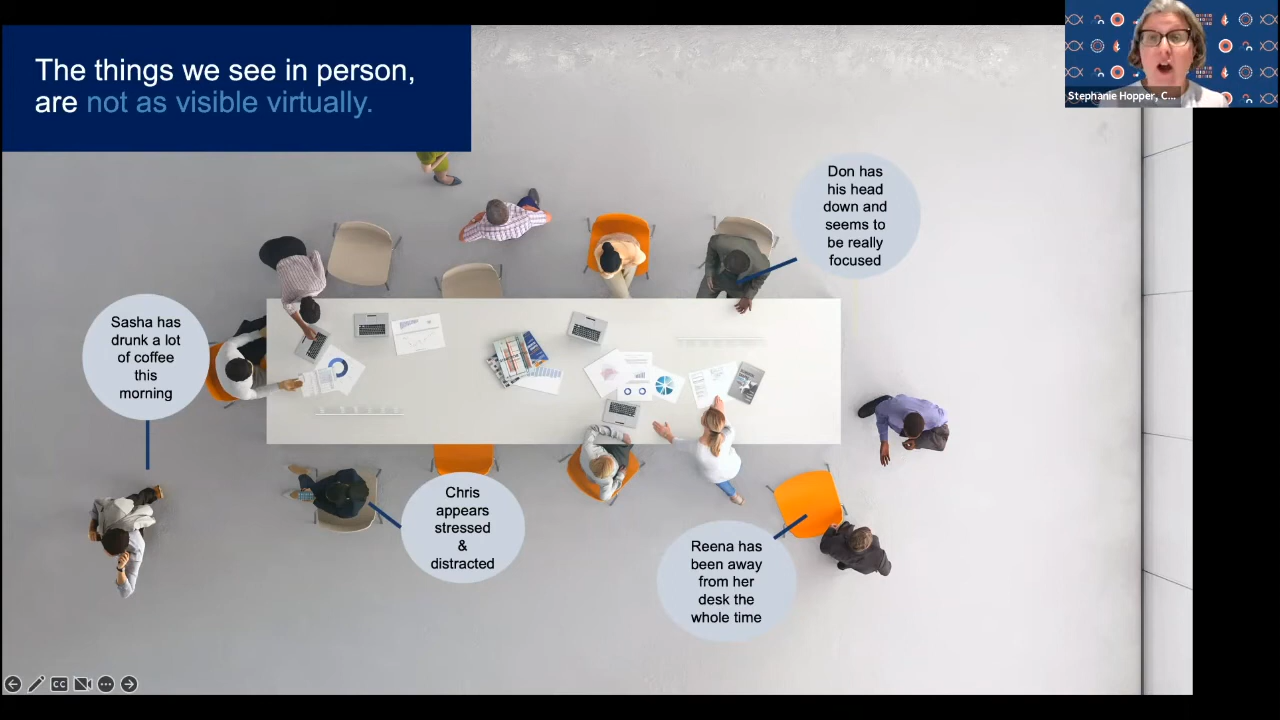 The things we see in person,
are not as visible virtually.
Stephanie Hopper, C...
Don has
his head
down and
seems to
be really
focused
Sasha has
drunk a lot
of coffee
this
morning
Chris
appears
stressed
&
distracted
Reena has
been away
from her
desk the
whole time
CC